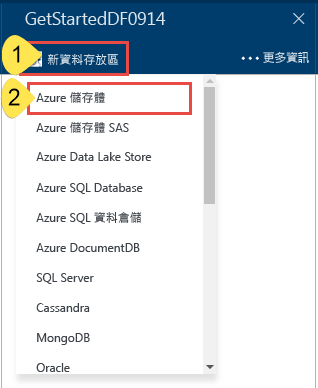 GetStartedDF0914
1
新資料存放區
更多資訊
2
Azure 儲存體
Azure 儲存體 SAS
Azure Data Lake Store
Azure SQL Database
Azure SQL 資料倉儲
Azure DocumentDB
SQL Server
Cassandra
MongoDB
Oracle